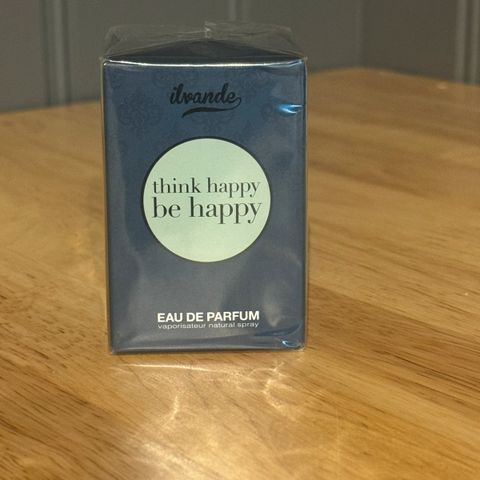 ilvande
think happy
be happy
EAU DE PARFUM
vaporisateur natural spray